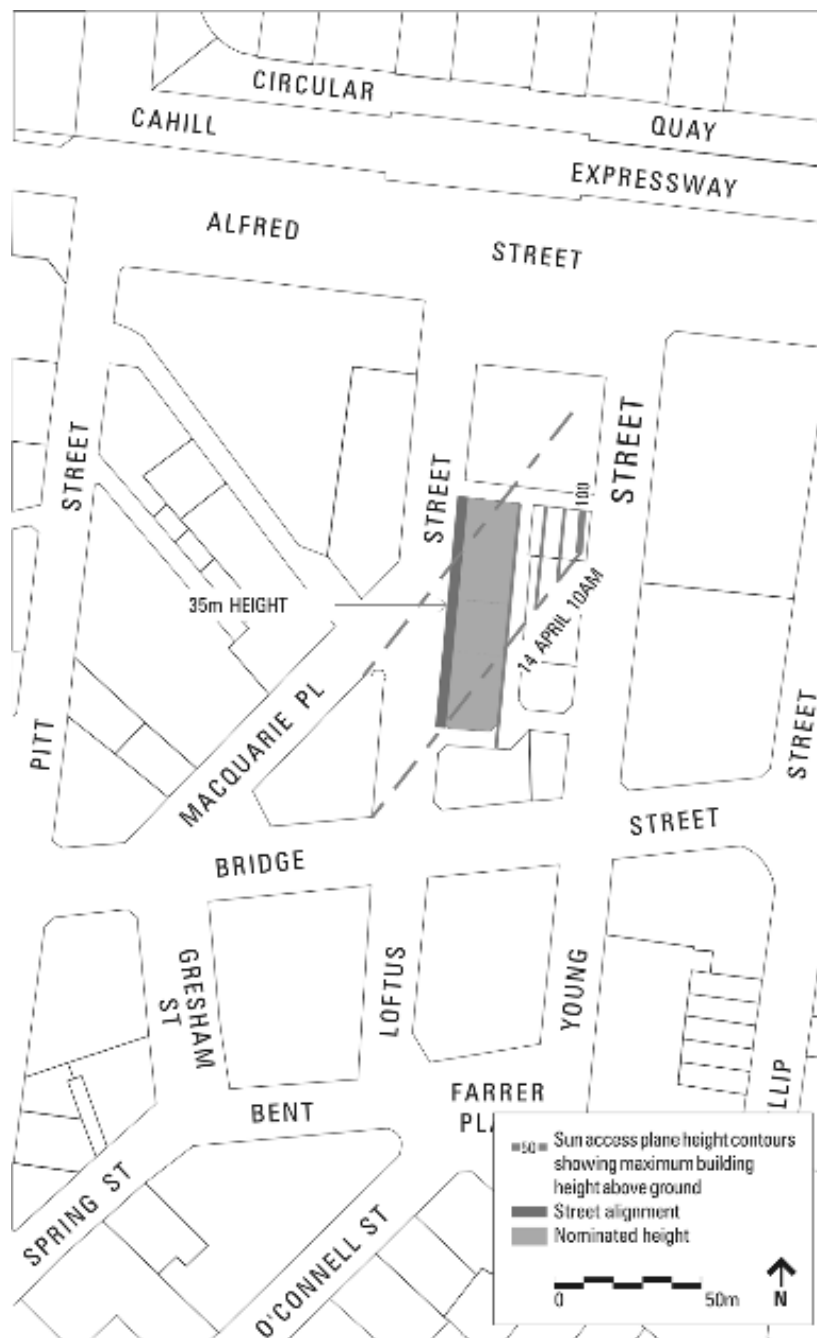 CIRCULAR
QUAY
CAHILL
EXPRESSWAY
ALFRED
STREET
STREET
STREET
STREET
100
35m HEIGHT
14 APRIL 10AM
MACQUARIE PL
PITT
STREET
STREET
BRIDGE
GRESHAM
ST
LOFTUS
YOUNG
LLIP
BENT
FARRER
PLA
SPRING ST
O'CONNELL ST
50 Sun access plane height contours
showing maximum building
height above ground
Street alignment
Nominated height
0 50m
N